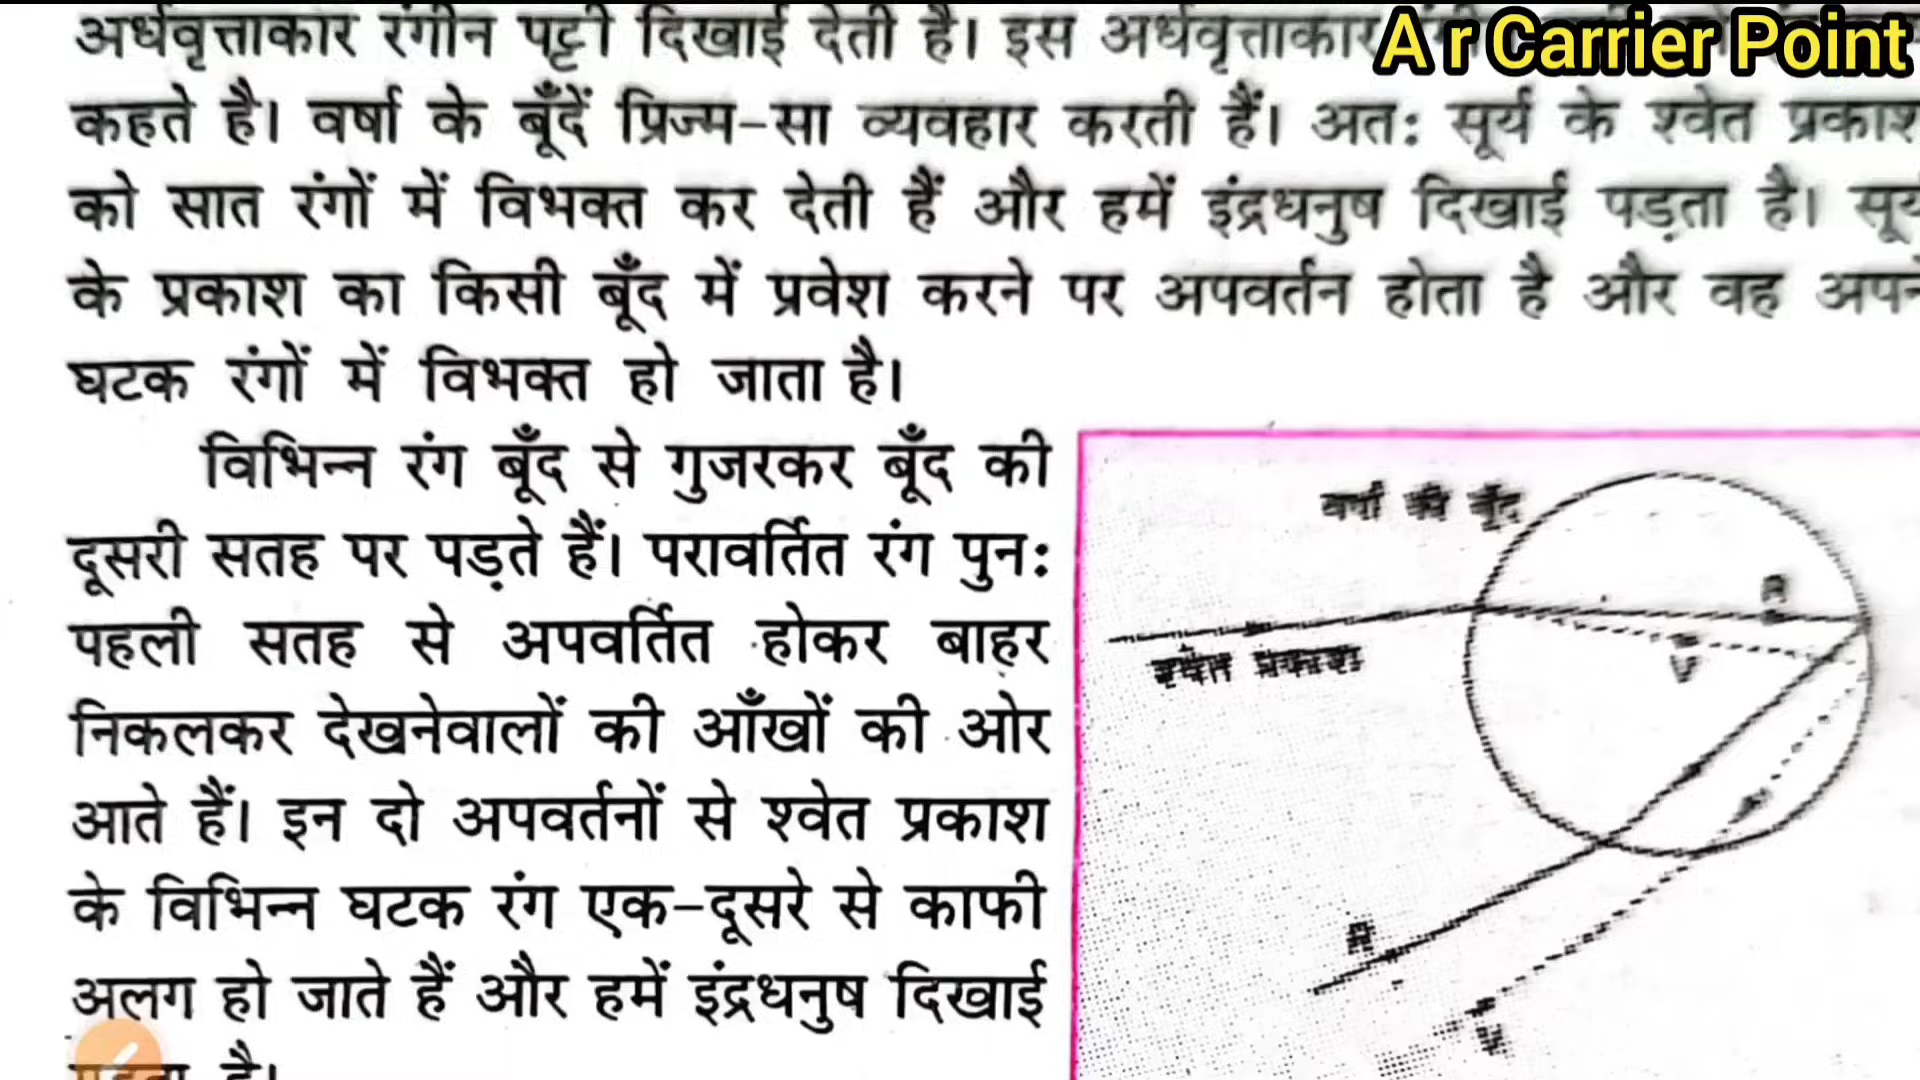 अर्धवृत्ताकार रंगीन पट्टी दिखाई देती है। इस अर्धवृत्ताकार
A r Carrier Point
कहते है। वर्षा के बूँदें प्रिज्म-सा व्यवहार करती हैं। अतः सूर्य के श्वेत प्रकाश
को सात रंगों में विभक्त कर देती हैं और हमें इंद्रधनुष दिखाई पड़ता है। सूर्य
के प्रकाश का किसी बूँद में प्रवेश करने पर अपवर्तन होता है और वह अपने
घटक रंगों में विभक्त हो जाता है।
विभिन्न रंग बूँद से गुजरकर बूँद की
दूसरी सतह पर पड़ते हैं। परावर्तित रंग पुनः
पहली सतह से अपवर्तित होकर बाहर
निकलकर देखनेवालों की आँखों की ओर
आते हैं। इन दो अपवर्तनों से श्वेत प्रकाश
के विभिन्न घटक रंग एक-दूसरे से काफी
अलग हो जाते हैं और हमें इंद्रधनुष दिखाई
है।
वर्षा की बूँद
R
श्वेत प्रकाश
V
R
V